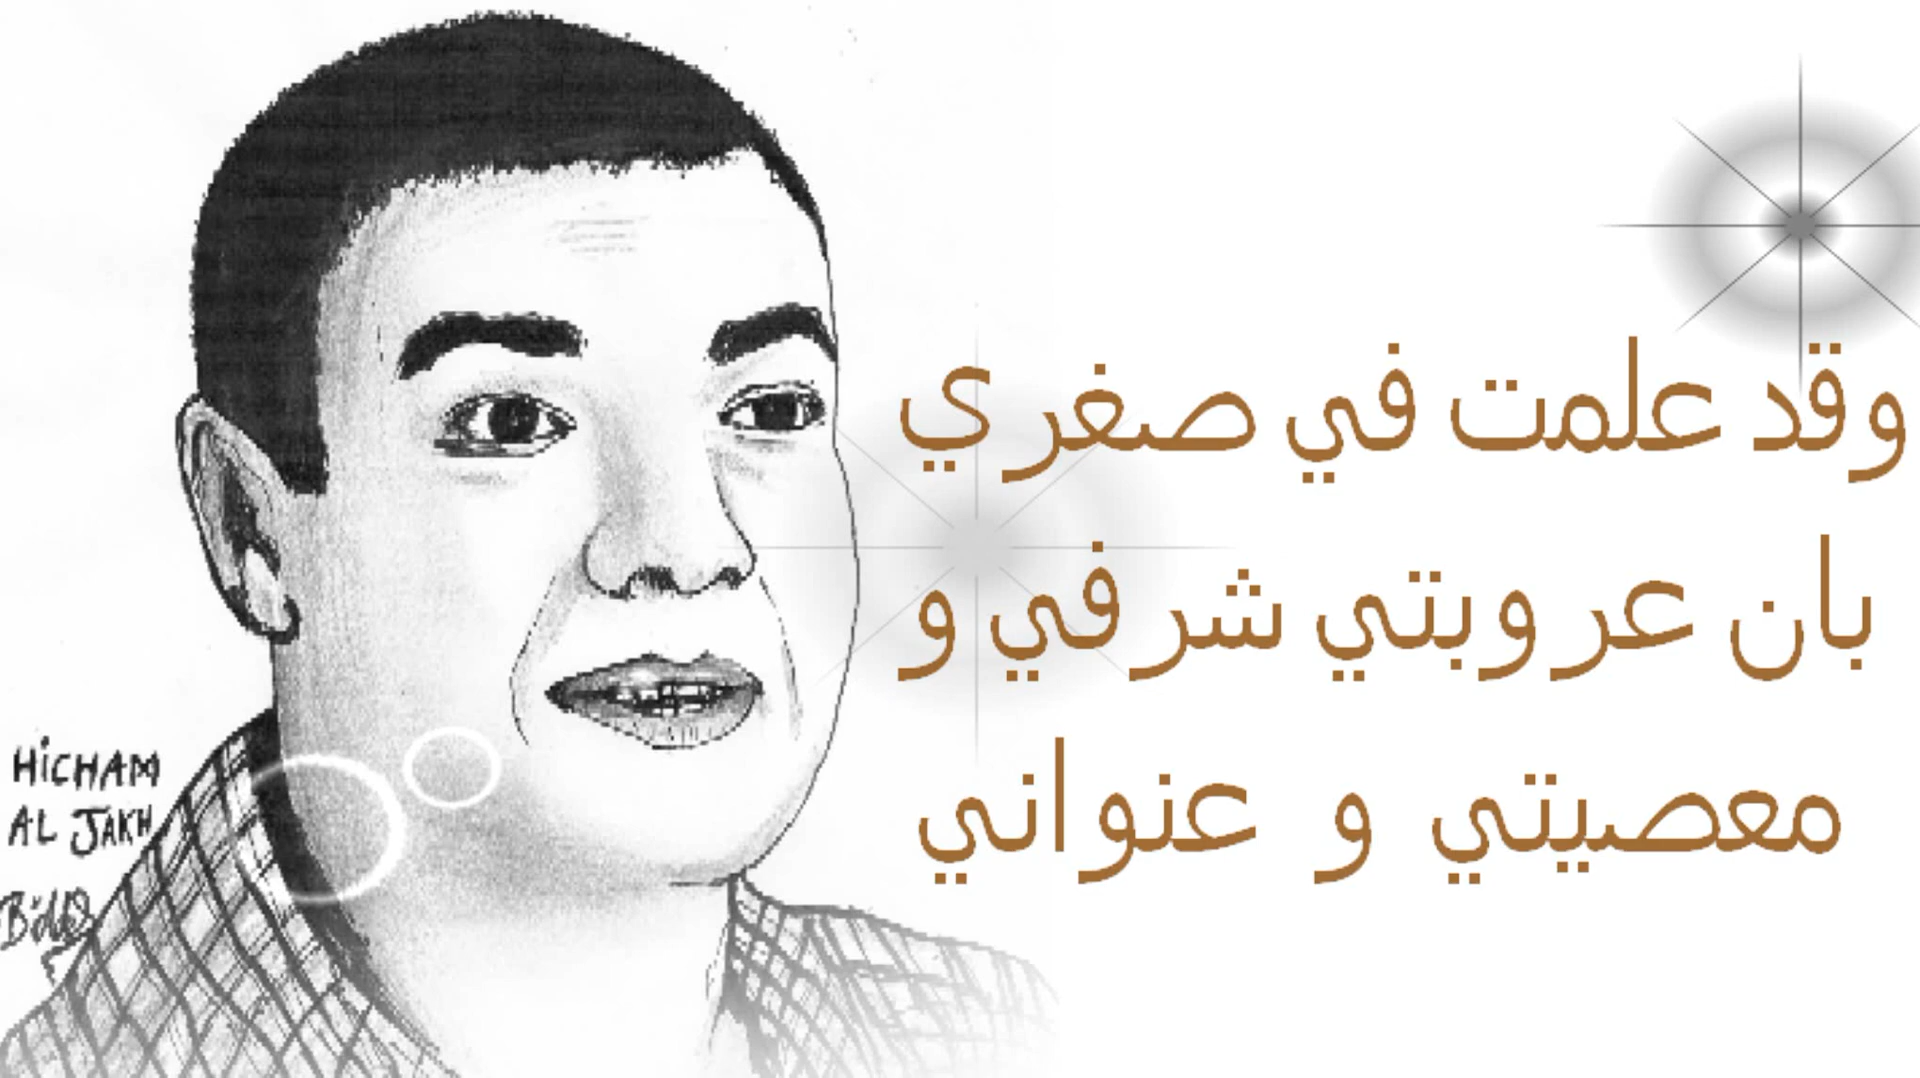 وقد علمت في صغري
بان عروبتي شرفي و
معصيتي و عنواني
HiCHAM
AL JAKH